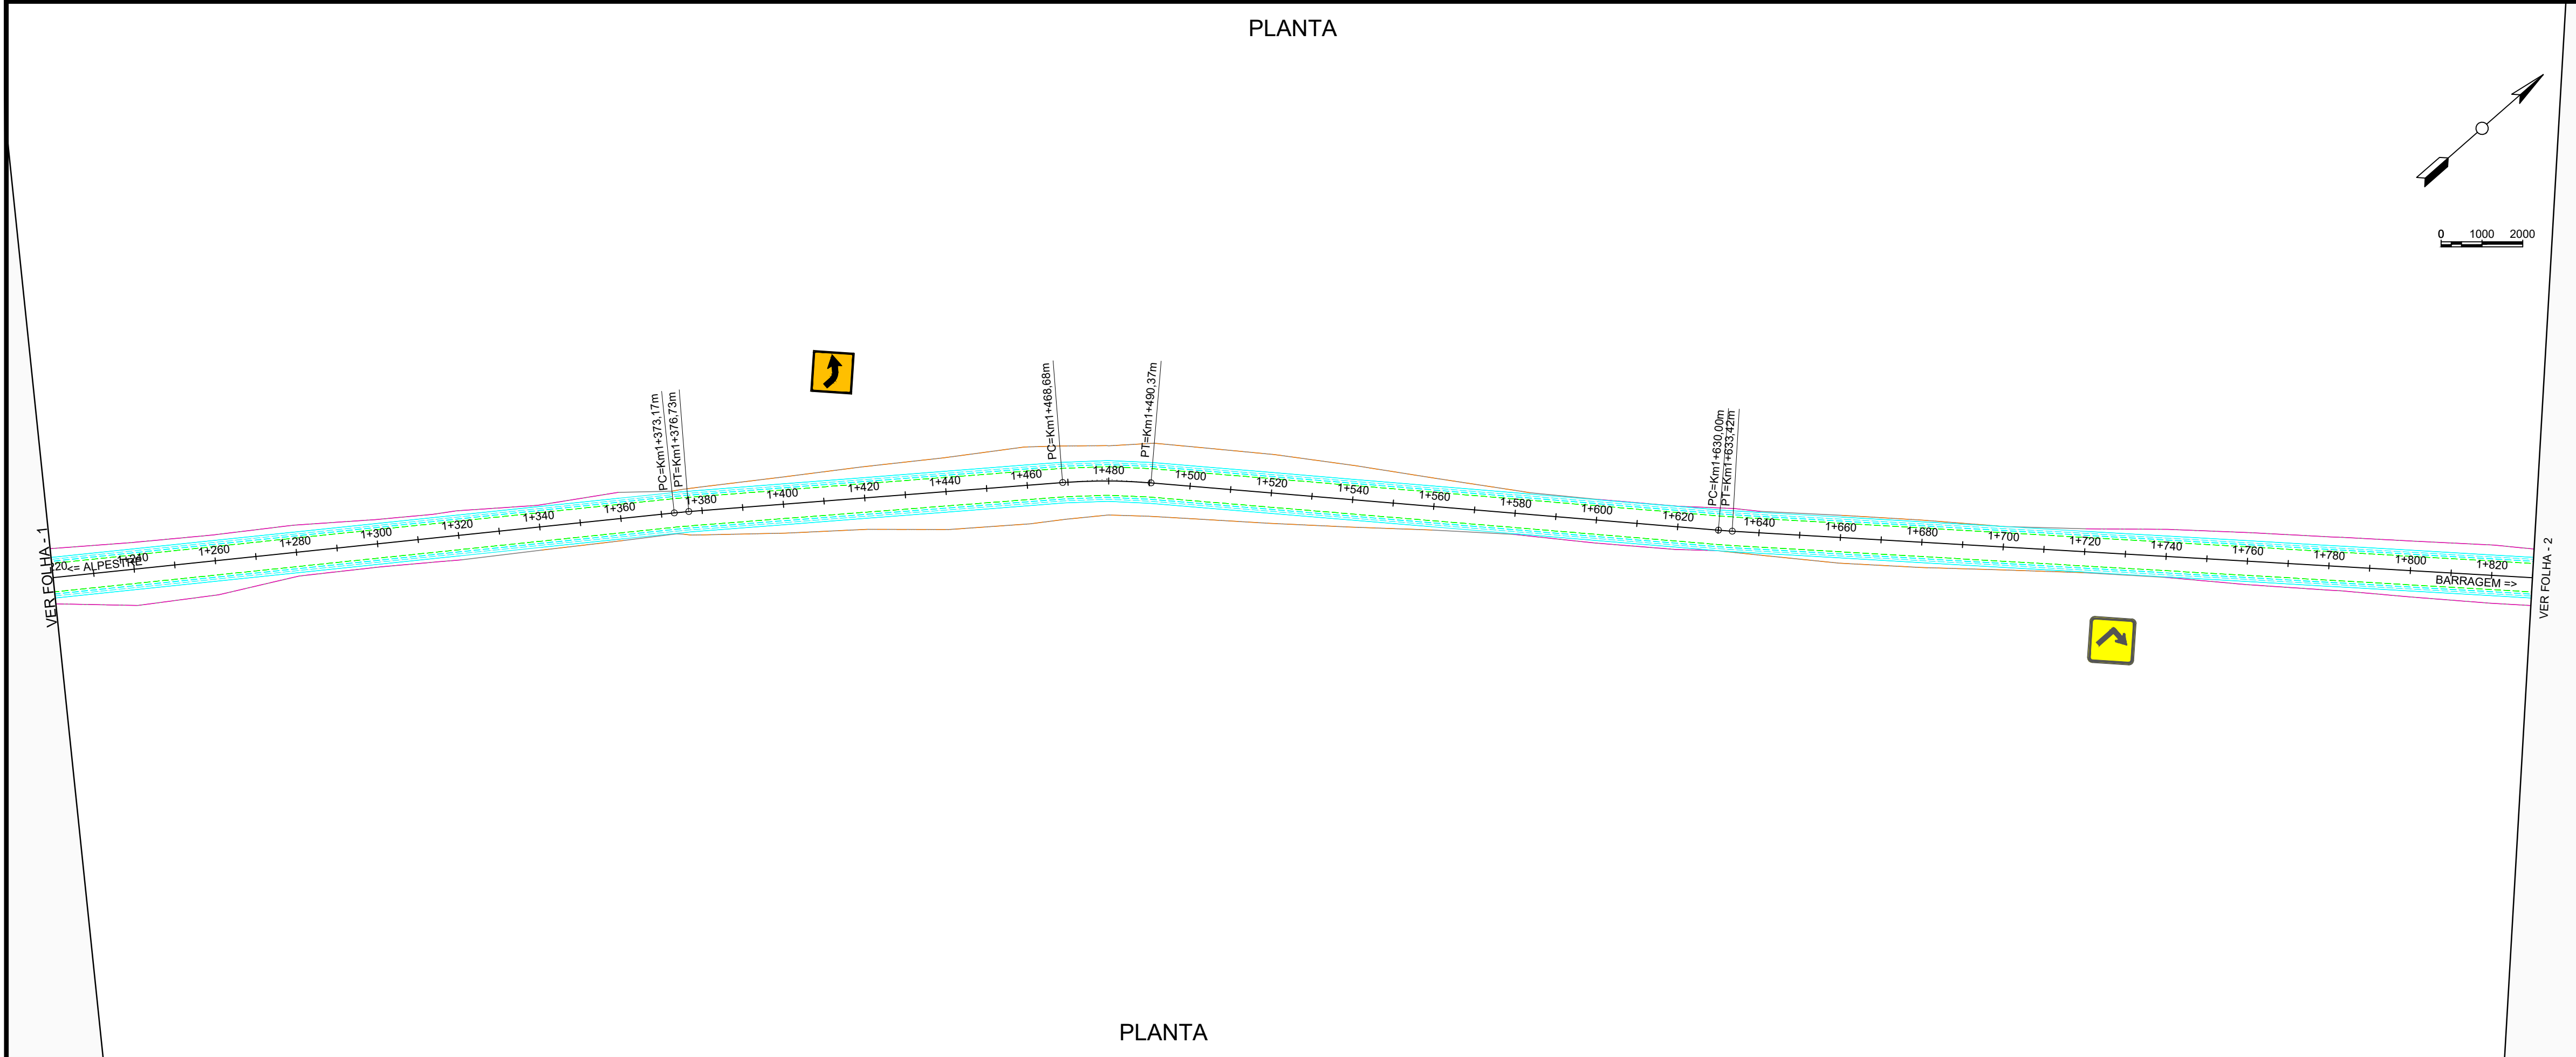 PLANTA
0 1000 2000
PC=Km1+373,17m
PT=Km1+376,73m
PC=Km1+468,68m
PT=Km1+490,37m
PC=Km1+630,00m
PT=Km1+633,42m
VER FOLHA - 1
220
<= ALPESTRE
1+240
1+260
1+280
1+300
1+320
1+340
1+360
1+380
1+400
1+420
1+440
1+460
1+480
1+500
1+520
1+540
1+560
1+580
1+600
1+620
1+640
1+660
1+680
1+700
1+720
1+740
1+760
1+780
1+800
1+820
BARRAGEM =>
VER FOLHA - 2
PLANTA